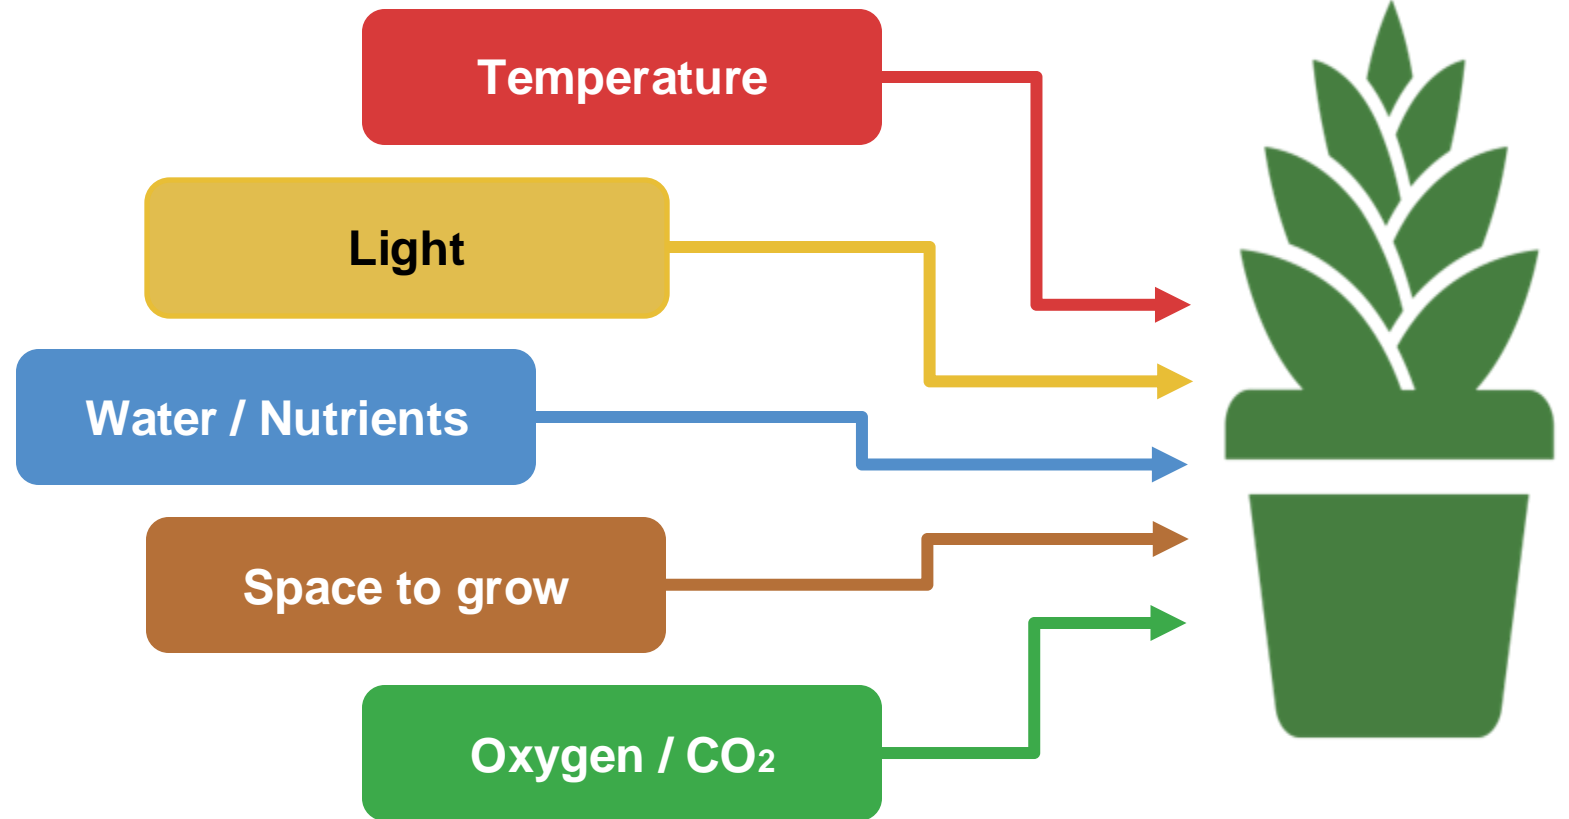 Temperature
Light
Water / Nutrients
Space to grow
Oxygen / CO₂